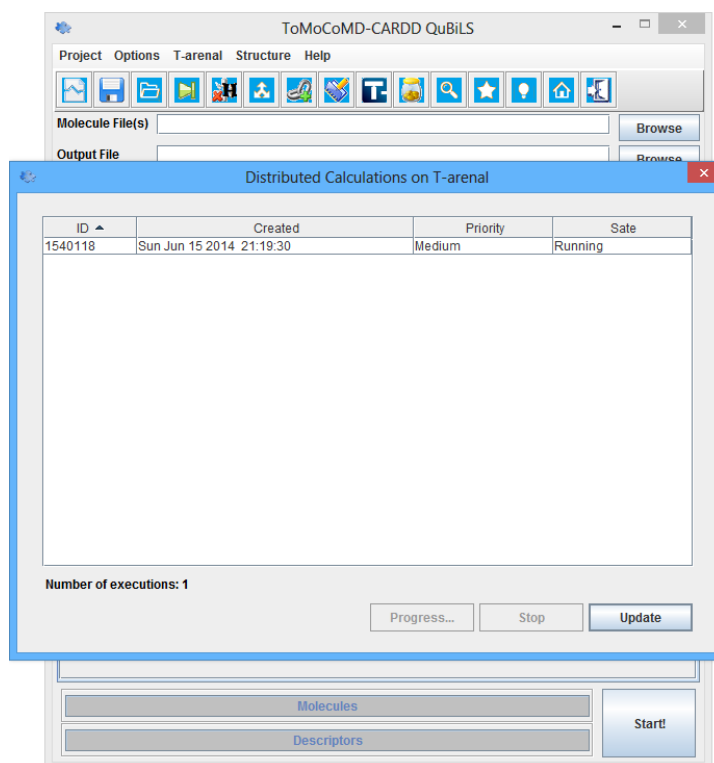 ToMoCoMD-CARDD QuBiLS
Project Options T-arenal Structure Help
Molecule File(s) Browse
Output File Browse
Distributed Calculations on T-arenal
ID Created Priority Sate
1540118 Sun Jun 15 2014 21:19:30 Medium Running
Number of executions: 1
Progress... Stop Update
Molecules
Start!
Descriptors